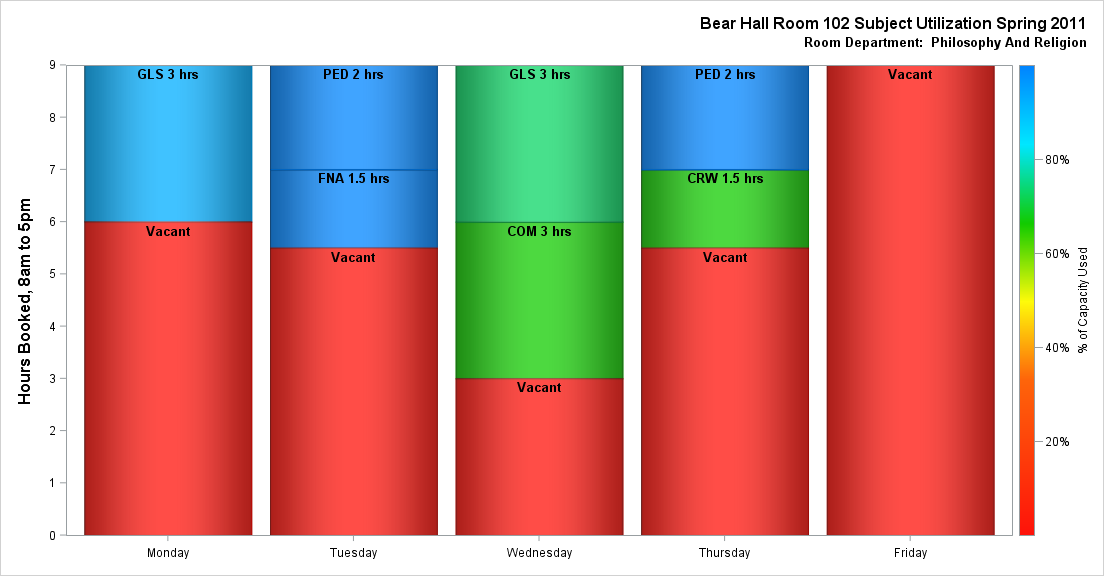 Bear Hall Room 102 Subject Utilization Spring 2011
Room Department:  Philosophy And Religion
Hours Booked, 8am to 5pm
9
8
7
6
5
4
3
2
1
0
GLS 3 hrs
Vacant
PED 2 hrs
FNA 1.5 hrs
Vacant
GLS 3 hrs
COM 3 hrs
Vacant
PED 2 hrs
CRW 1.5 hrs
Vacant
Vacant
Monday
Tuesday
Wednesday
Thursday
Friday
80%
60%
40%
20%
% of Capacity Used